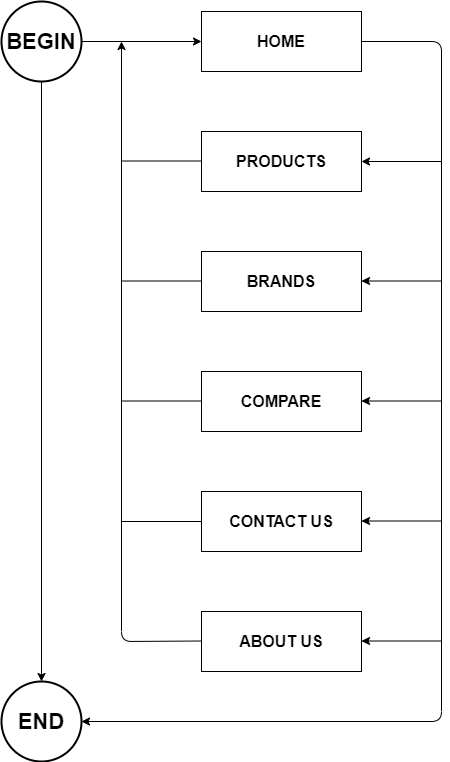 BEGIN
HOME
PRODUCTS
BRANDS
COMPARE
CONTACT US
ABOUT US
END